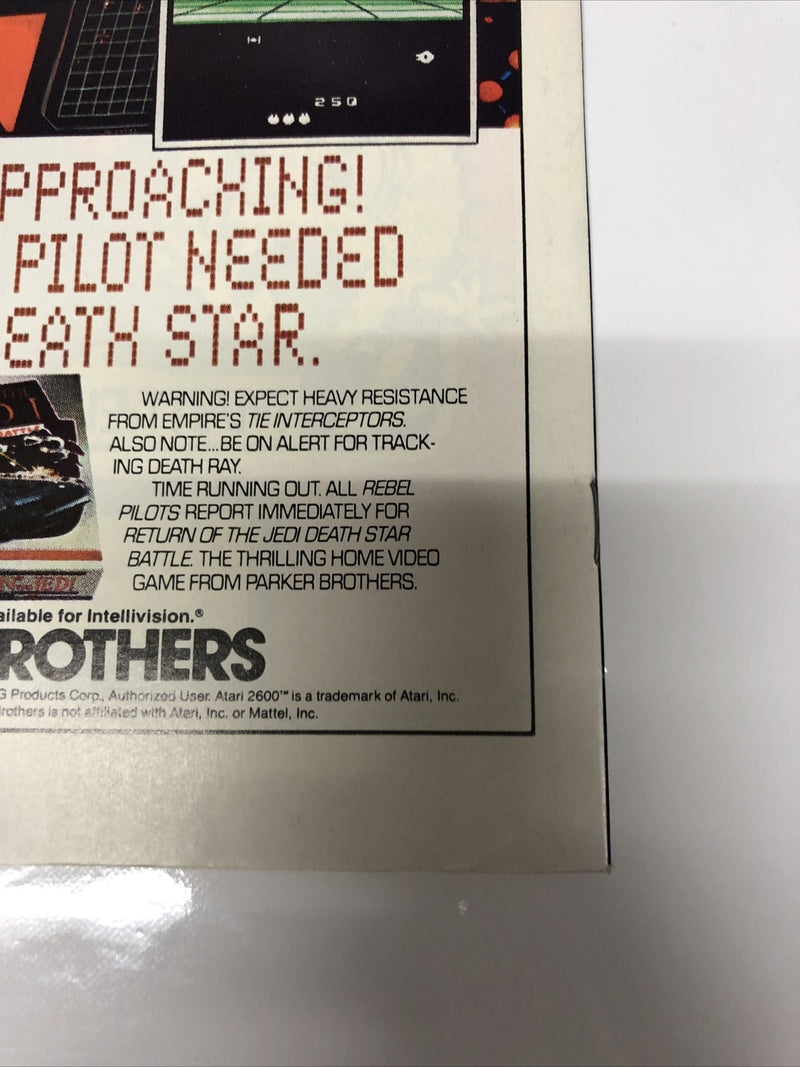 250
PPROACHING!
PILOT NEEDED
EATH STAR.
WARNING! EXPECT HEAVY RESISTANCE
FROM EMPIRE'S TIE INTERCEPTORS.
ALSO NOTE...BE ON ALERT FOR TRACK-
ING DEATH RAY.
TIME RUNNING OUT. ALL REBEL
PILOTS REPORT IMMEDIATELY FOR
RETURN OF THE JEDI DEATH STAR
BATTLE. THE THRILLING HOME VIDEO
GAME FROM PARKER BROTHERS.
JEDI
ailable for Intellivision.®
ROTHERS
G Products Corp., Authorized User. Atari 2600™ is a trademark of Atari, Inc.
rothers is not affiliated with Atari, Inc. or Mattel, Inc.